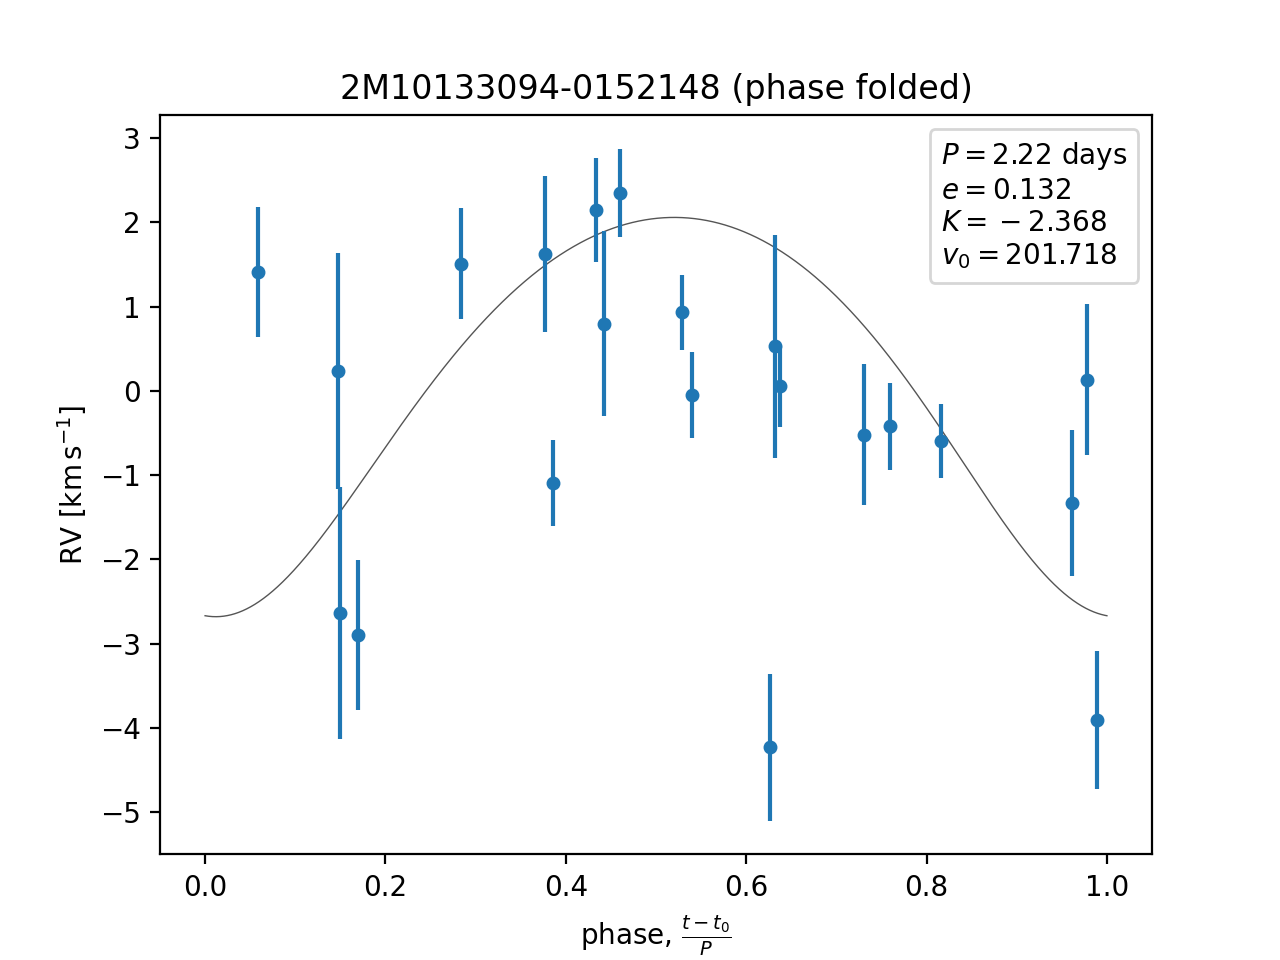 2M10133094-0152148 (phase folded)
P = 2.22 days
e = 0.132
K = −2.368
v₀ = 201.718
3
2
1
0
−1
−2
−3
−4
−5
RV [km s⁻¹]
0.0 0.2 0.4 0.6 0.8 1.0
phase, (t − t₀)/P